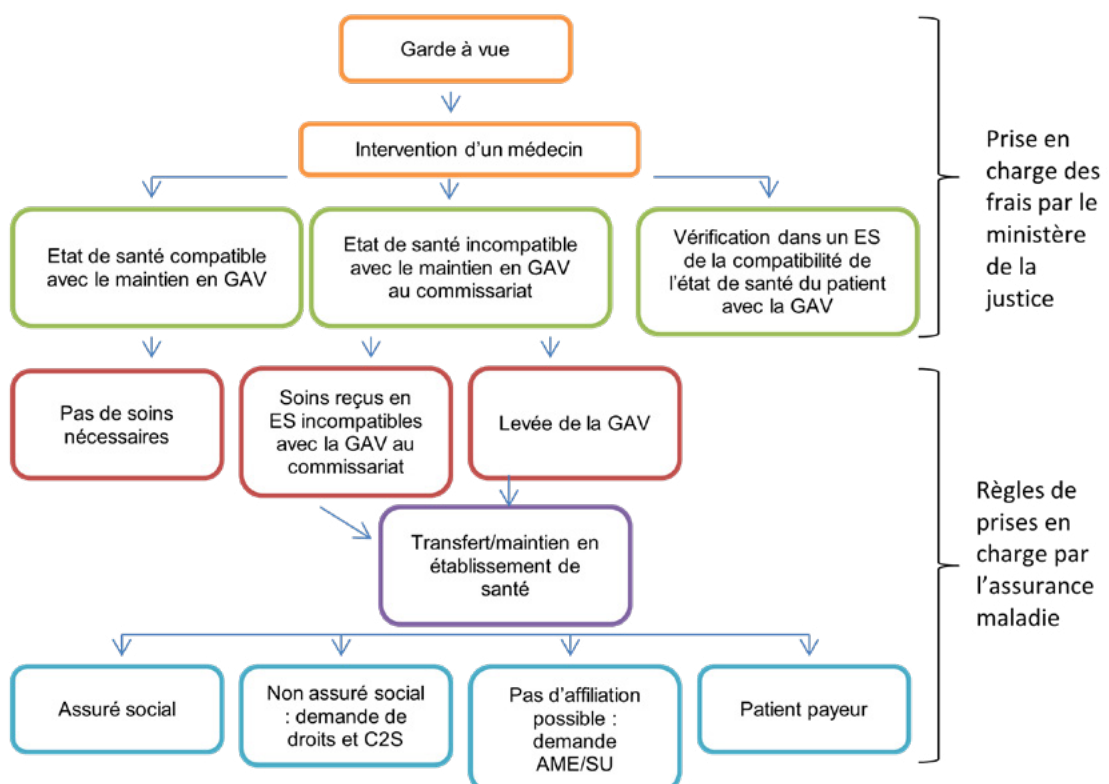 Garde à vue
Intervention d'un médecin
Etat de santé compatible
avec le maintien en GAV
Etat de santé incompatible
avec le maintien en GAV
au commissariat
Vérification dans un ES
de la compatibilité de
l'état de santé du patient
avec la GAV
Prise en
charge des
frais par le
ministère
de la
justice
Pas de soins
nécessaires
Soins reçus en
ES incompatibles
avec la GAV au
commissariat
Levée de la GAV
Transfert/maintien en
établissement de
santé
Règles de
prises en
charge par
l'assurance
maladie
Assuré social
Non assuré social
: demande de
droits et C2S
Pas d'affiliation
possible :
demande
AME/SU
Patient payeur